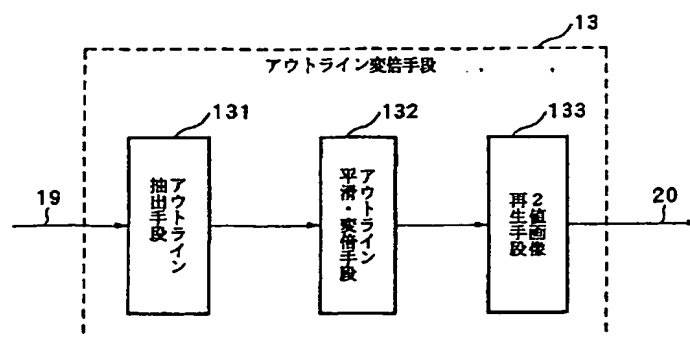 13
アウトライン変倍手段
131
132
133
19
アウトライン
抽出手段
アウトライン
平滑・変倍手段
2値画像
再生手段
20